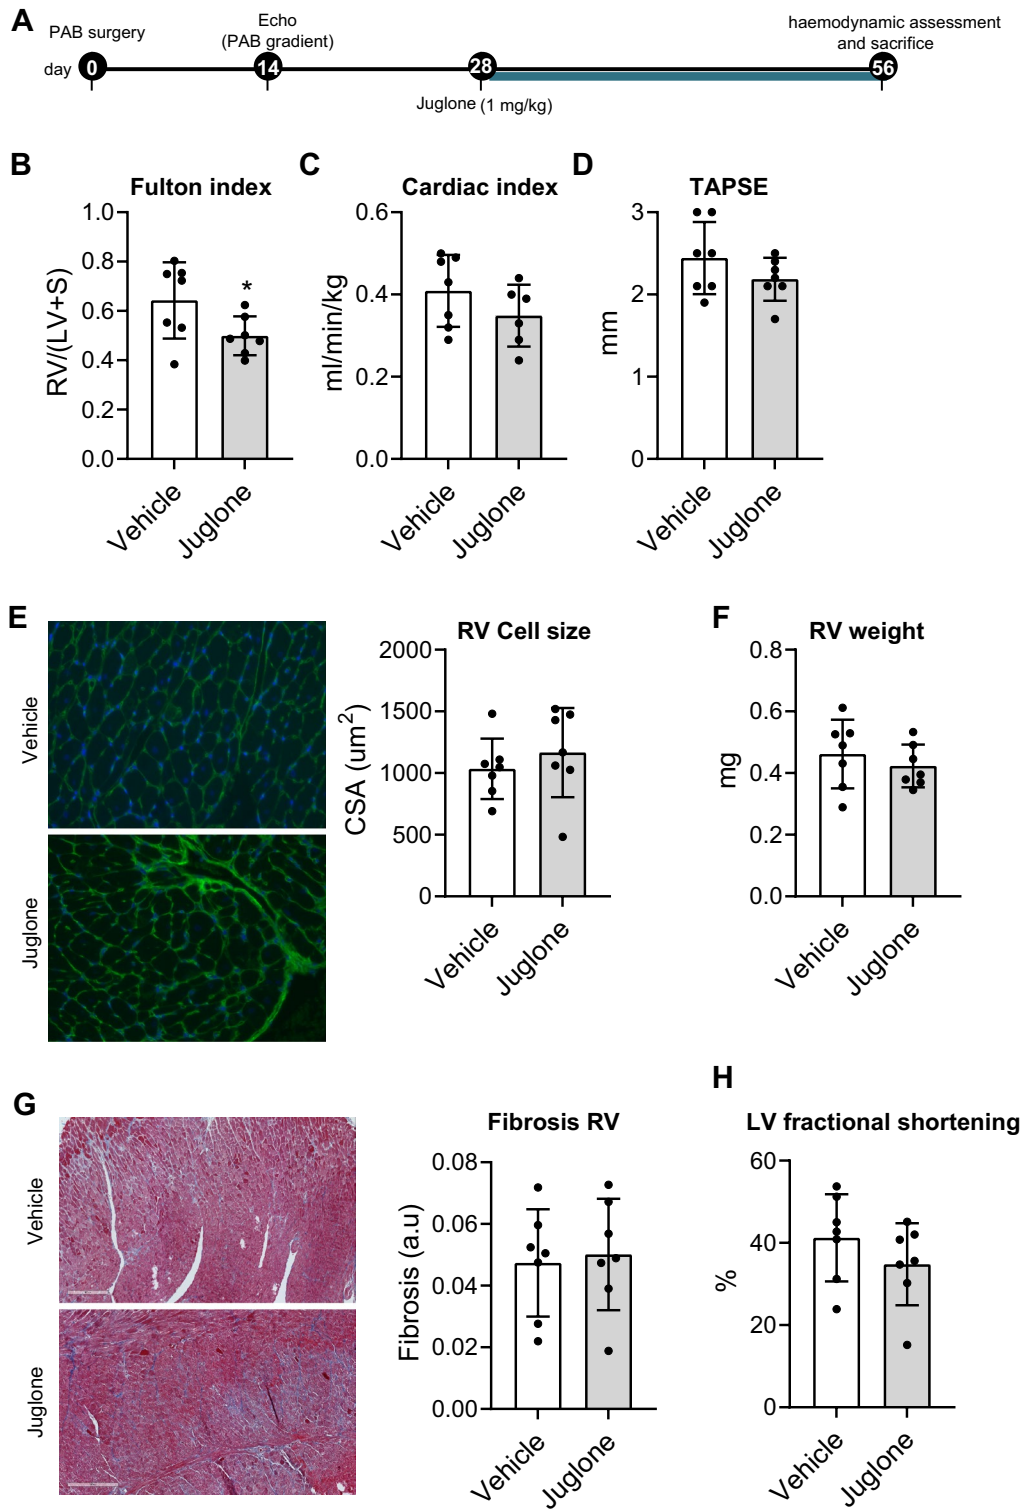 A
PAB surgery
Echo
(PAB gradient)
haemodynamic assessment
and sacrifice
day
0
14
28
56
Juglone (1 mg/kg)
B
Fulton index
RV/(LV+S)
1.0
0.8
0.6
0.4
0.2
0.0
*
Vehicle
Juglone
C
Cardiac index
ml/min/kg
0.6
0.4
0.2
0.0
Vehicle
Juglone
D
TAPSE
mm
3
2
1
0
Vehicle
Juglone
E
Vehicle
Juglone
RV Cell size
CSA (um²)
2000
1500
1000
500
0
Vehicle
Juglone
F
RV weight
mg
0.8
0.6
0.4
0.2
0.0
Vehicle
Juglone
G
Vehicle
Juglone
Fibrosis RV
Fibrosis (a.u)
0.08
0.06
0.04
0.02
0.00
Vehicle
Juglone
H
LV fractional shortening
%
60
40
20
0
Vehicle
Juglone